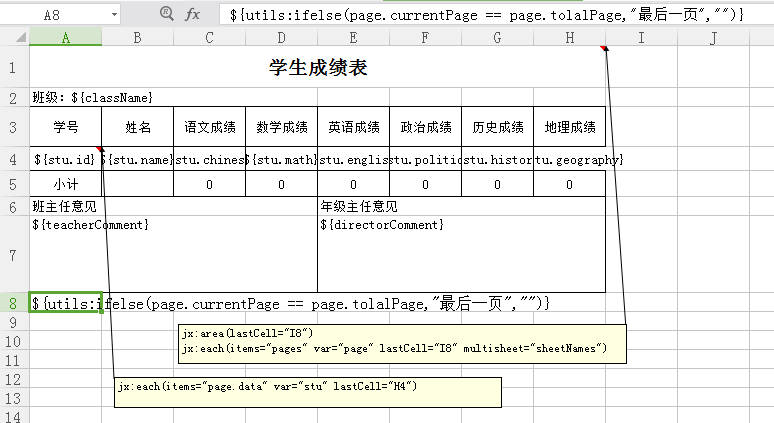 A8 fx ${utils:ifelse(page.currentPage == page.tolalPage,"最后一页","")}
A B C D E F G H I J
1 学生成绩表
2 班级：${className}
3 学号 姓名 语文成绩 数学成绩 英语成绩 政治成绩 历史成绩 地理成绩
4 ${stu.id} ${stu.name} stu.chines ${stu.math} stu.englis stu.politic stu.histor tu.geography}
5 小计 0 0 0 0 0 0
6 班主任意见 年级主任意见
7 ${teacherComment} ${directorComment}
8 ${utils:ifelse(page.currentPage == page.tolalPage,"最后一页","")}
9
10 jx:area(lastCell="I8")
11 jx:each(items="pages" var="page" lastCell="I8" multisheet="sheetNames")
12 jx:each(items="page.data" var="stu" lastCell="H4")
13
14